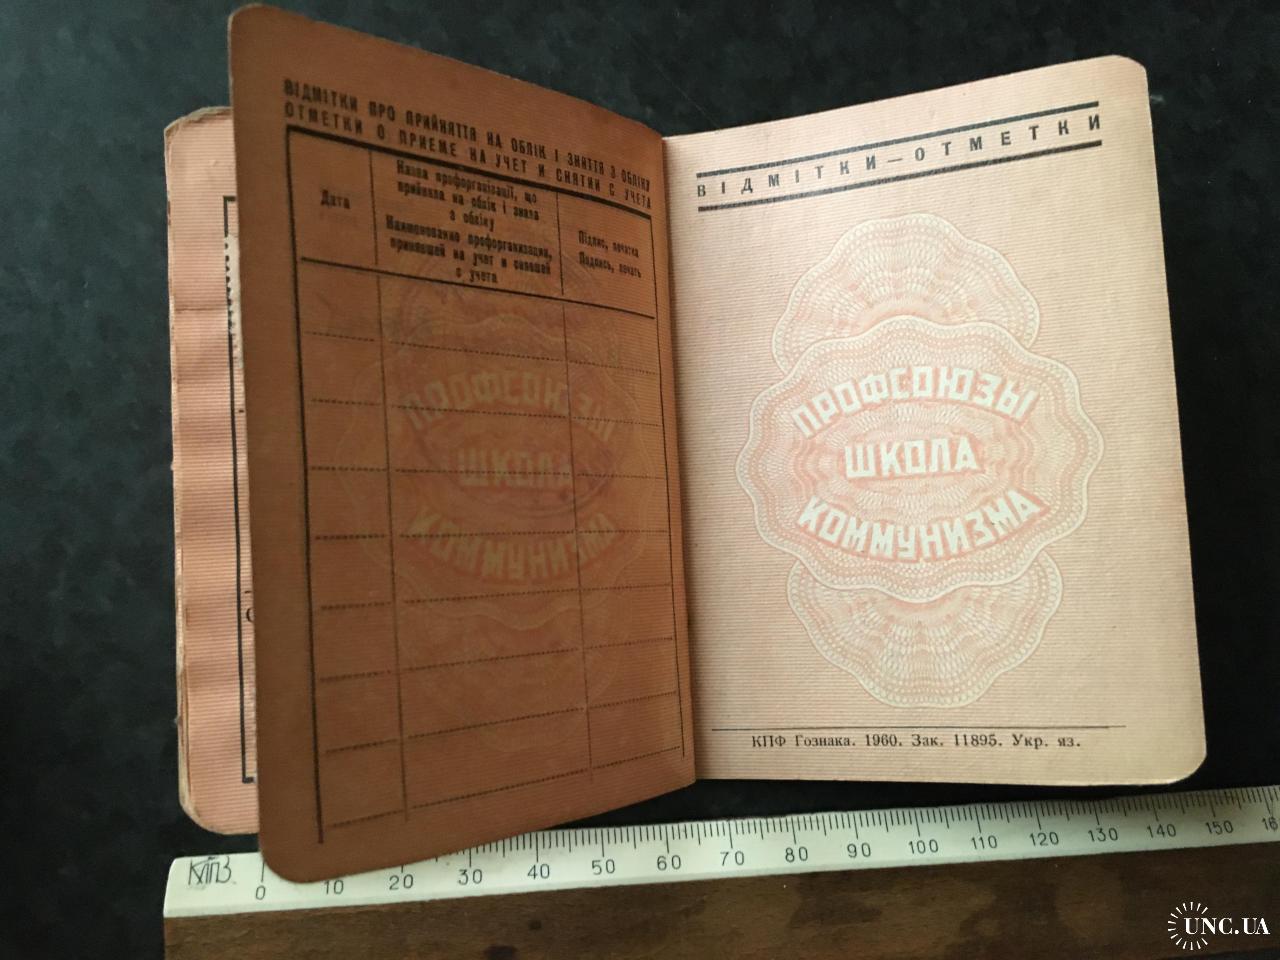 ВІДМІТКИ ПРО ПРИЙНЯТТЯ НА ОБЛІК І ЗНЯТТЯ З ОБЛІКУ
ОТМЕТКИ О ПРИЕМЕ НА УЧЕТ И СНЯТИИ С УЧЕТА
Дата
Назва профорганізації, що
прийняла на облік і зняла
з обліку
Наименование профорганизации,
принявшей на учет и снявшей
с учета
Підпис, печатка
Подпись, печать
ПРОФСОЮЗЫ
ШКОЛА
КОММУНИЗМА
ВІДМІТКИ — ОТМЕТКИ
ПРОФСОЮЗЫ
ШКОЛА
КОММУНИЗМА
КПФ Гознака. 1960. Зак. 11895. Укр. яз.
0 10 20 30 40 50 60 70 80 90 100 110 120 130 140 150 16
UNC.UA